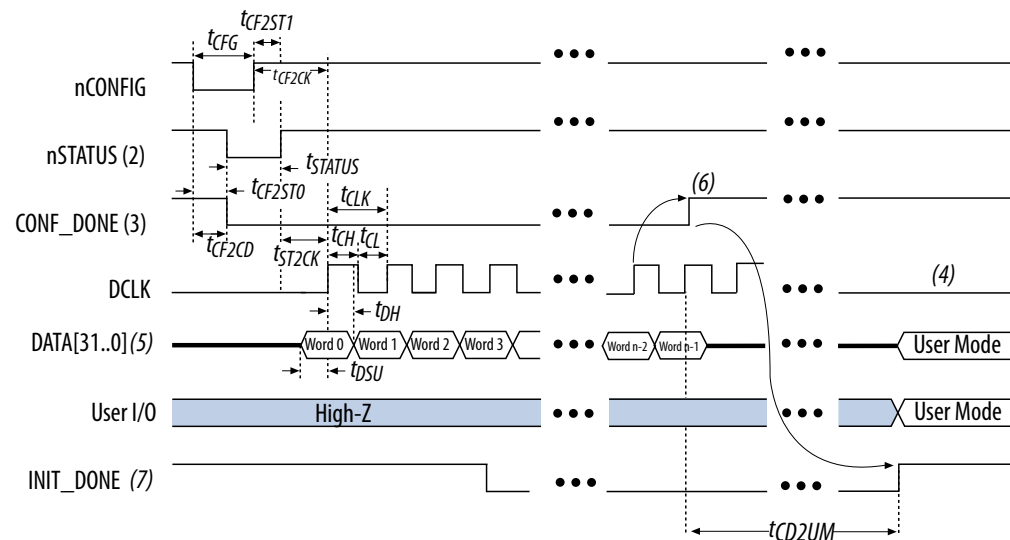 tCF2ST1
tCFG
tCF2CK
nCONFIG
nSTATUS (2)
tSTATUS
tCF2ST0
tCLK
(6)
CONF_DONE (3)
tCF2CD
tST2CK
tCH
tCL
DCLK
(4)
tDH
DATA[31..0] (5)
Word 0
Word 1
Word 2
Word 3
Word n-2
Word n-1
User Mode
tDSU
User I/O
High-Z
User Mode
INIT_DONE (7)
tCD2UM